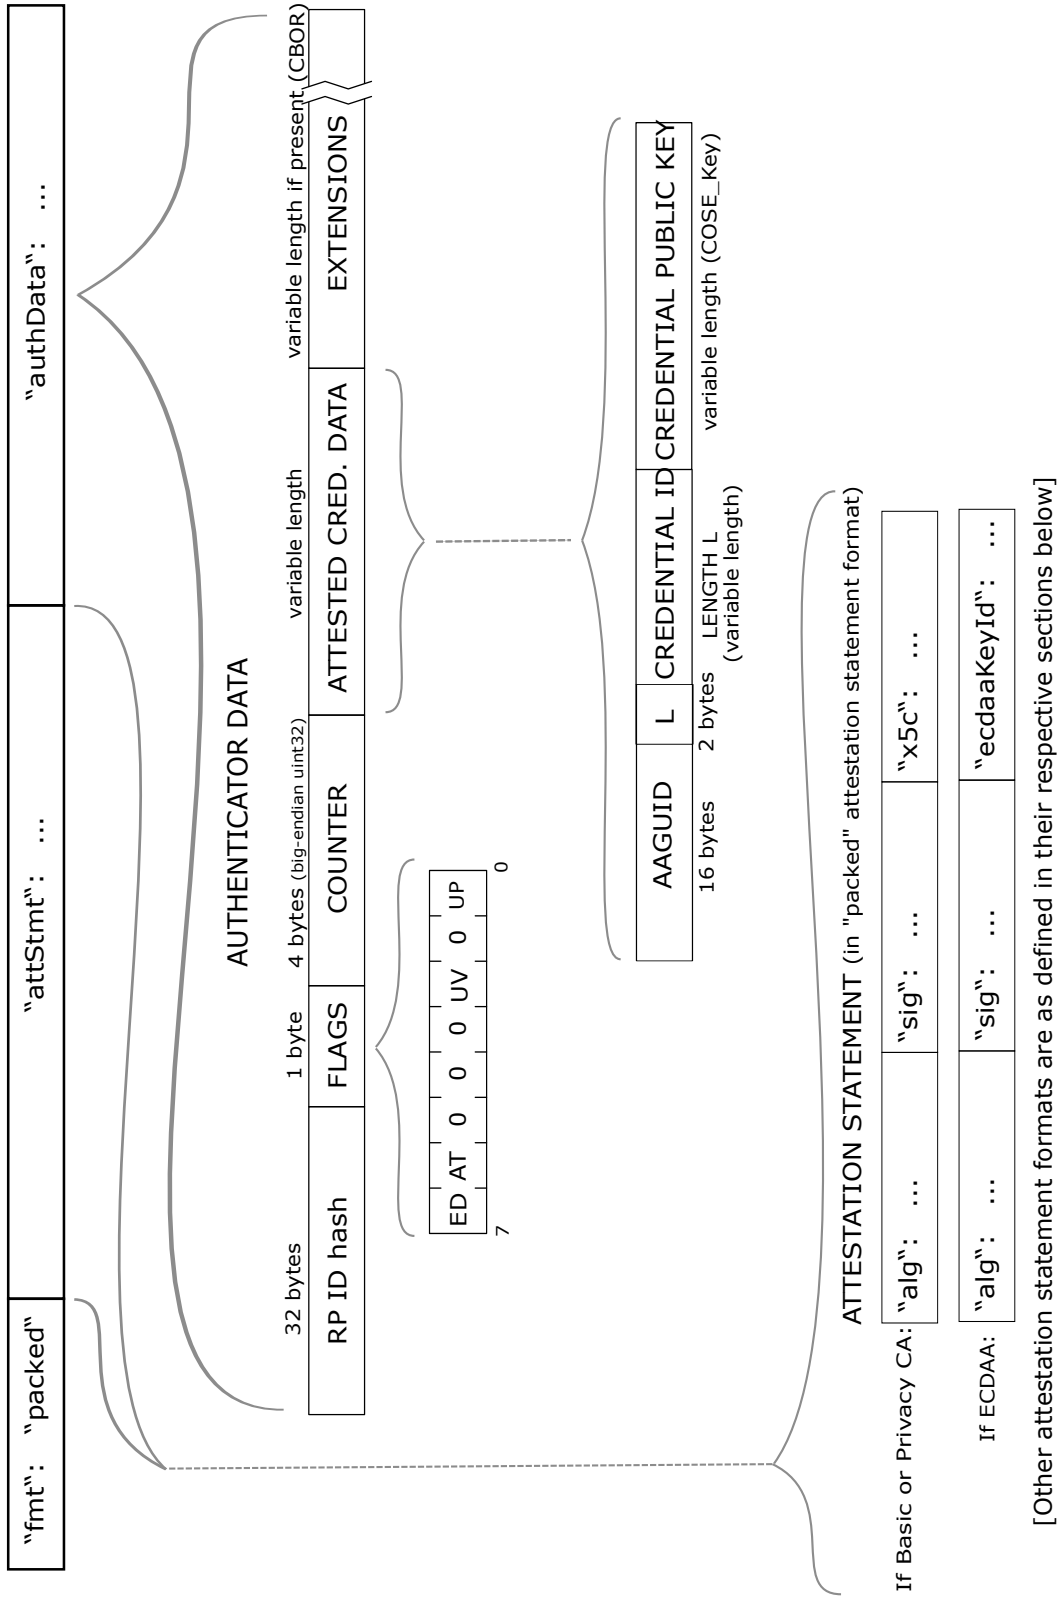 “fmt“: “packed“
“attStmt“: ...
“authData“: ...
AUTHENTICATOR DATA
32 bytes
1 byte
4 bytes (big-endian uint32)
variable length
variable length if present (CBOR)
RP ID hash
FLAGS
COUNTER
ATTESTED CRED. DATA
EXTENSIONS
ED AT 0 0 0 UV 0 UP
7
0
AAGUID
L
CREDENTIAL ID
CREDENTIAL PUBLIC KEY
16 bytes
2 bytes
LENGTH L
(variable length)
variable length (COSE_Key)
ATTESTATION STATEMENT (in "packed" attestation statement format)
If Basic or Privacy CA: “alg“: ... “sig“: ... “x5c“: ...
If ECDAA: “alg“: ... “sig“: ... “ecdaaKeyId“: ...
[Other attestation statement formats are as defined in their respective sections below]